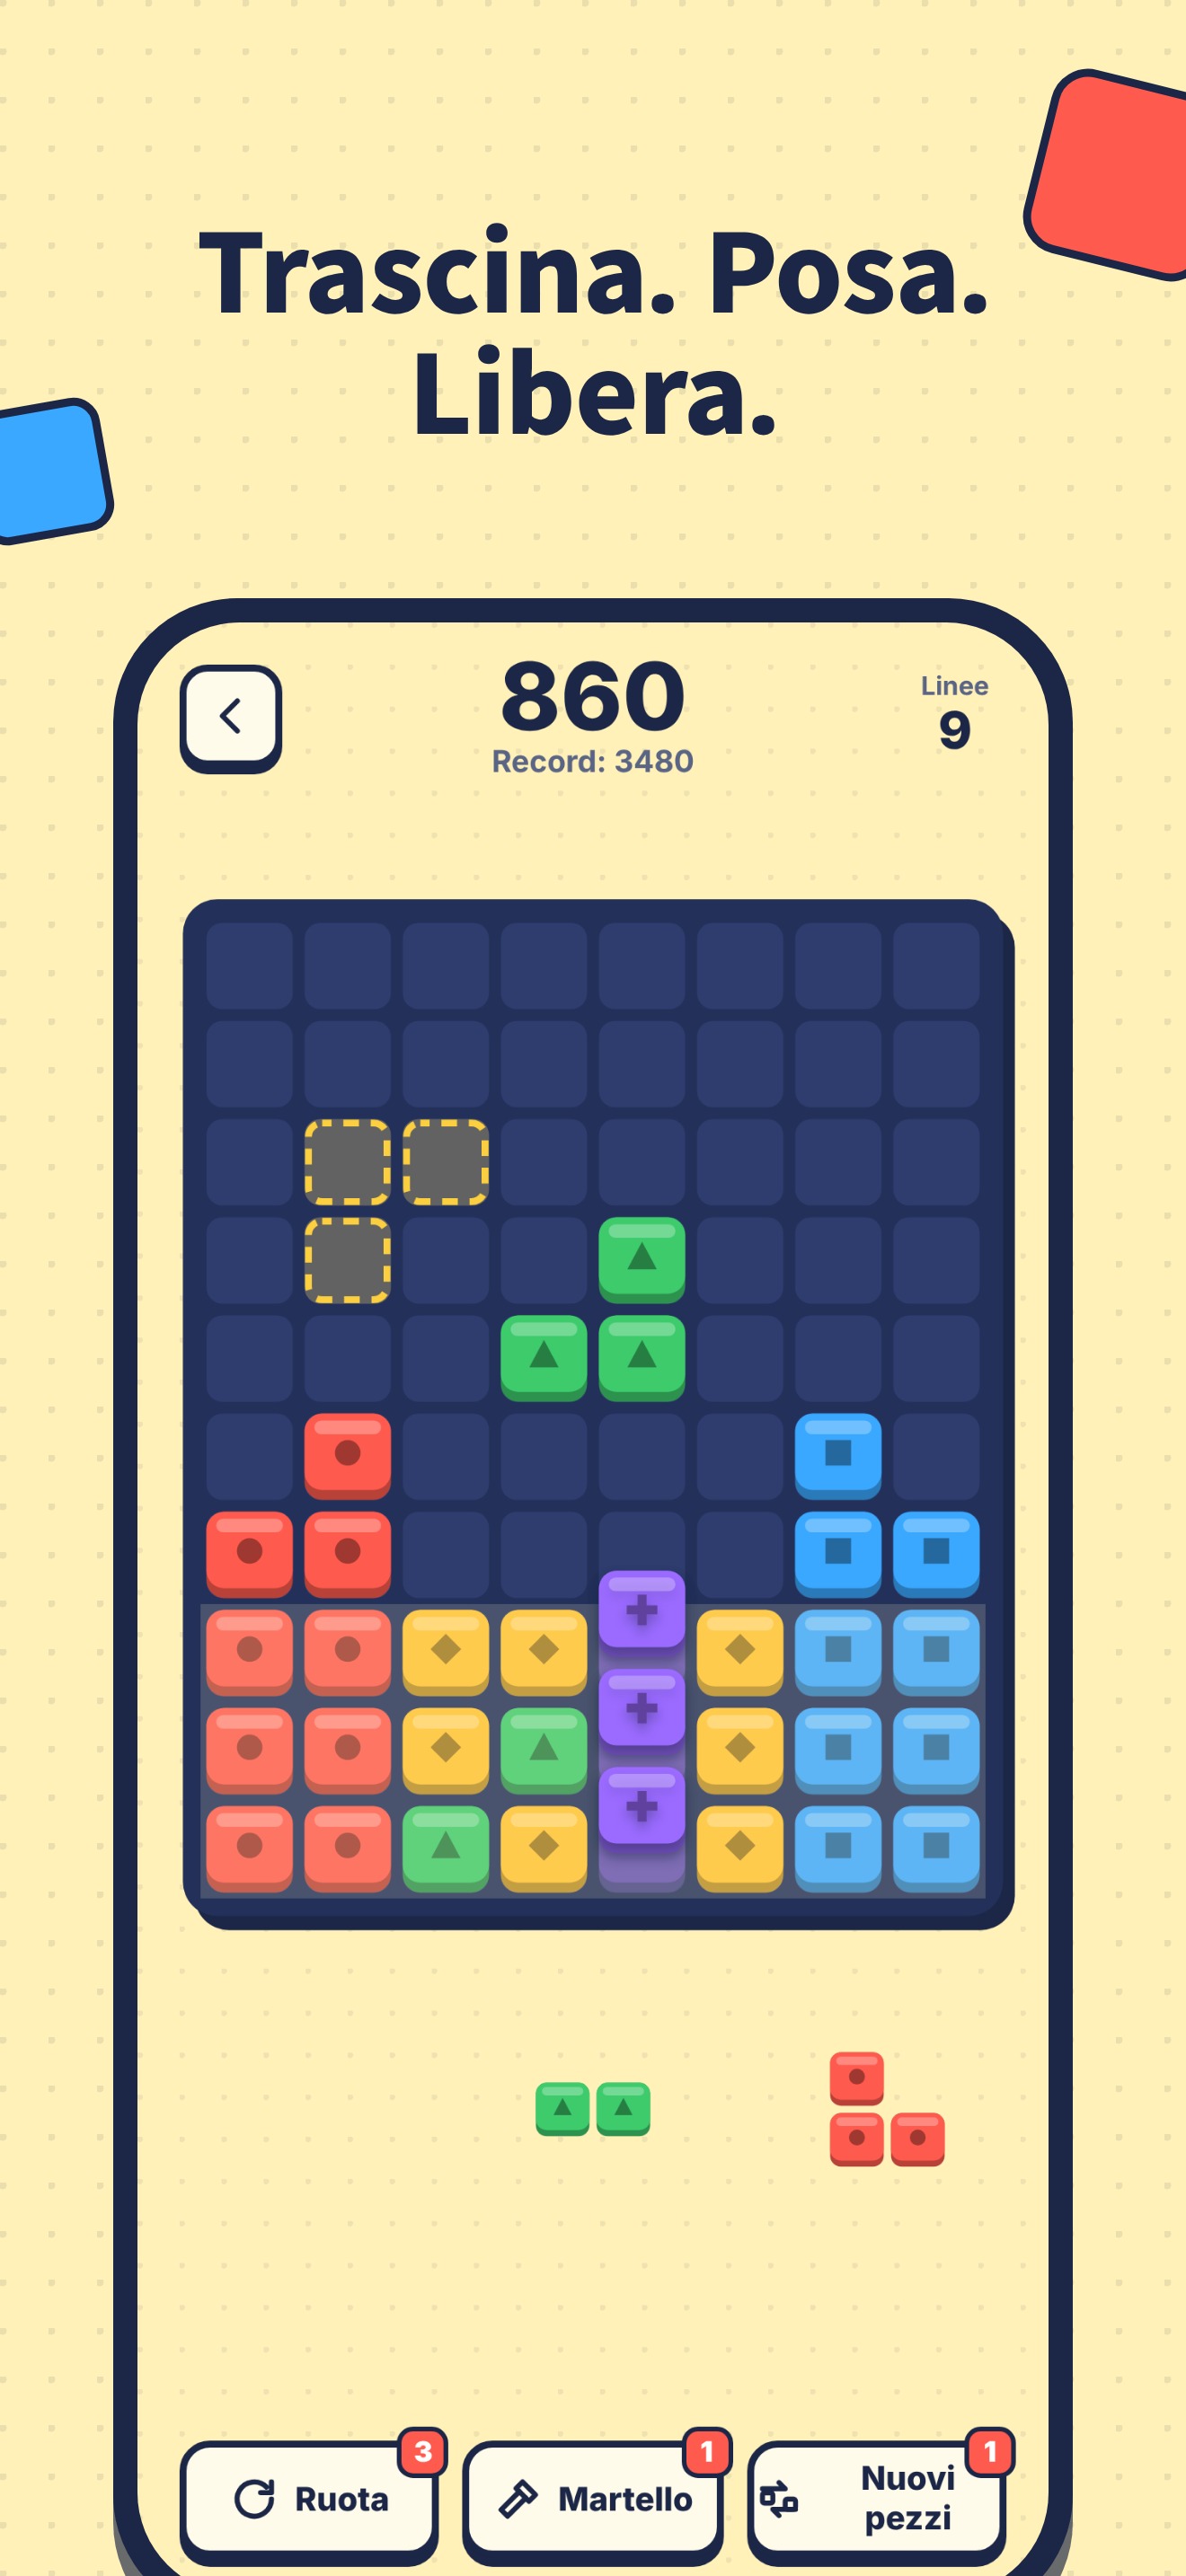 Trascina. Posa.
Libera.
860
Record: 3480
Linee
9
3
Ruota
1
Martello
1
Nuovi
pezzi